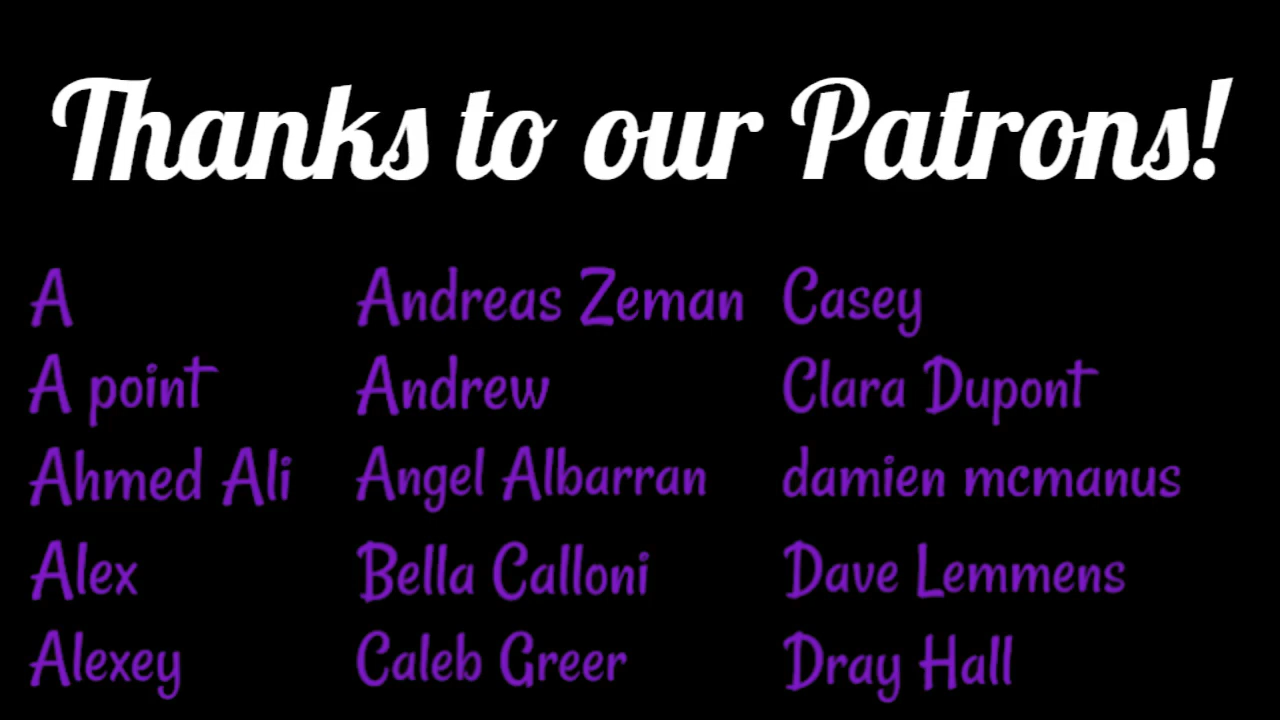 Thanks to our Patrons!
A
A point
Ahmed Ali
Alex
Alexey
Andreas Zeman
Andrew
Angel Albarran
Bella Calloni
Caleb Greer
Casey
Clara Dupont
damien mcmanus
Dave Lemmens
Dray Hall